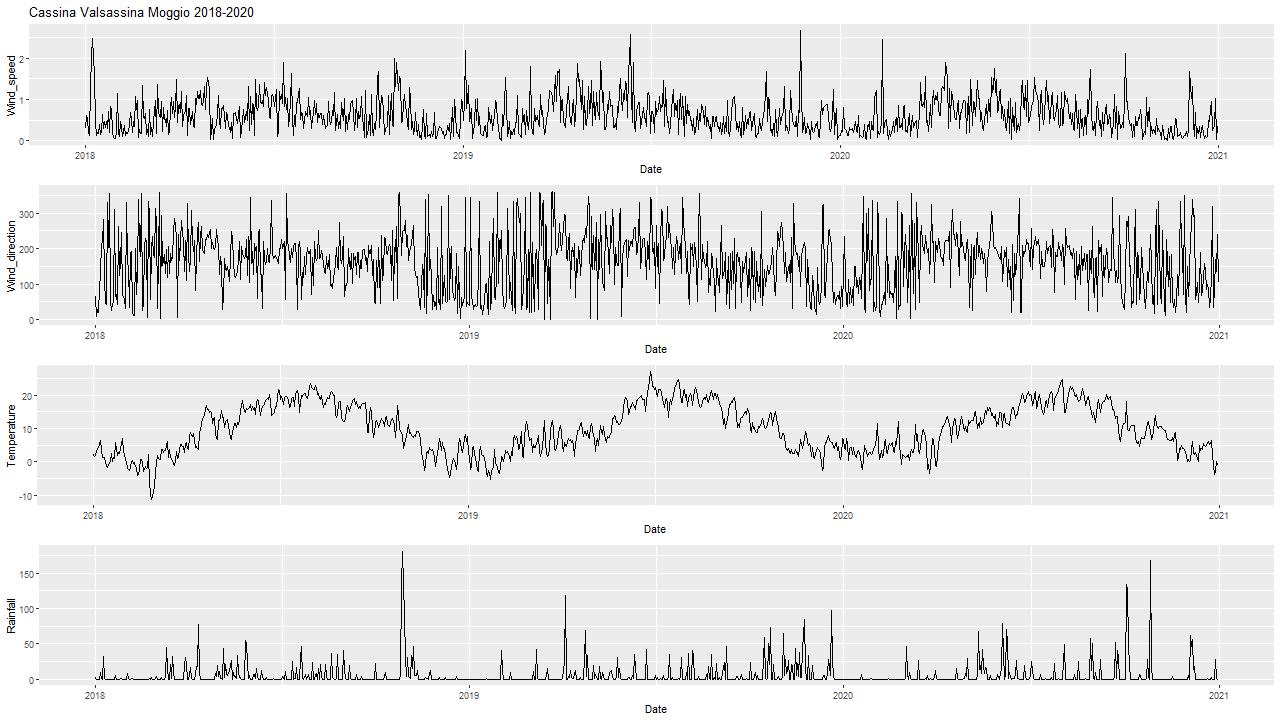 Cassina Valsassina Moggio 2018-2020
Wind_speed
2
1
0
2018 2019 2020 2021
Date
Wind_direction
300
200
100
0
2018 2019 2020 2021
Date
Temperature
20
10
0
-10
2018 2019 2020 2021
Date
Rainfall
150
100
50
0
2018 2019 2020 2021
Date